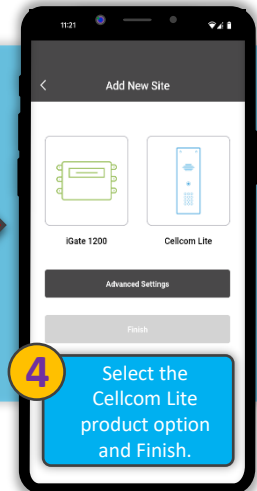 11:21
Add New Site
iGate 1200 Cellcom Lite
Advanced Settings
Finish
4
Select the
Cellcom Lite
product option
and Finish.